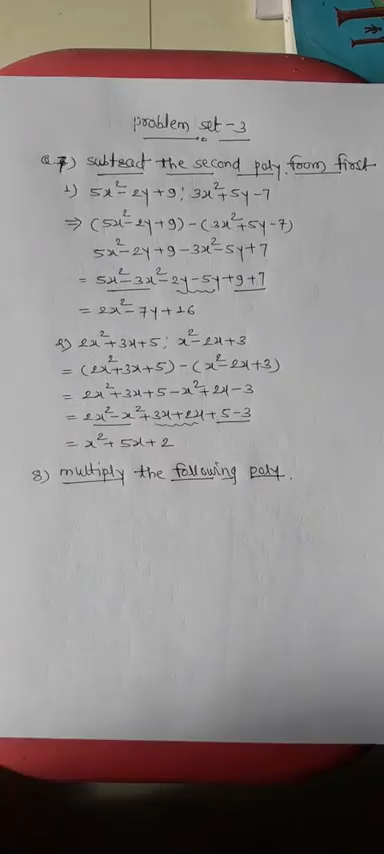 problem set - 3
Q.7) subtract the second poly. from first
1) 5x² - 2y + 9 ; 3x² + 5y - 7
⇒ (5x² - 2y + 9) - (3x² + 5y - 7)
5x² - 2y + 9 - 3x² - 5y + 7
= 5x² - 3x² - 2y - 5y + 9 + 7
= 2x² - 7y + 16
2) 2x² + 3x + 5 ; x² - 2x + 3
= (2x² + 3x + 5) - (x² - 2x + 3)
= 2x² + 3x + 5 - x² + 2x - 3
= 2x² - x² + 3x + 2x + 5 - 3
= x² + 5x + 2
8) multiply the following poly.